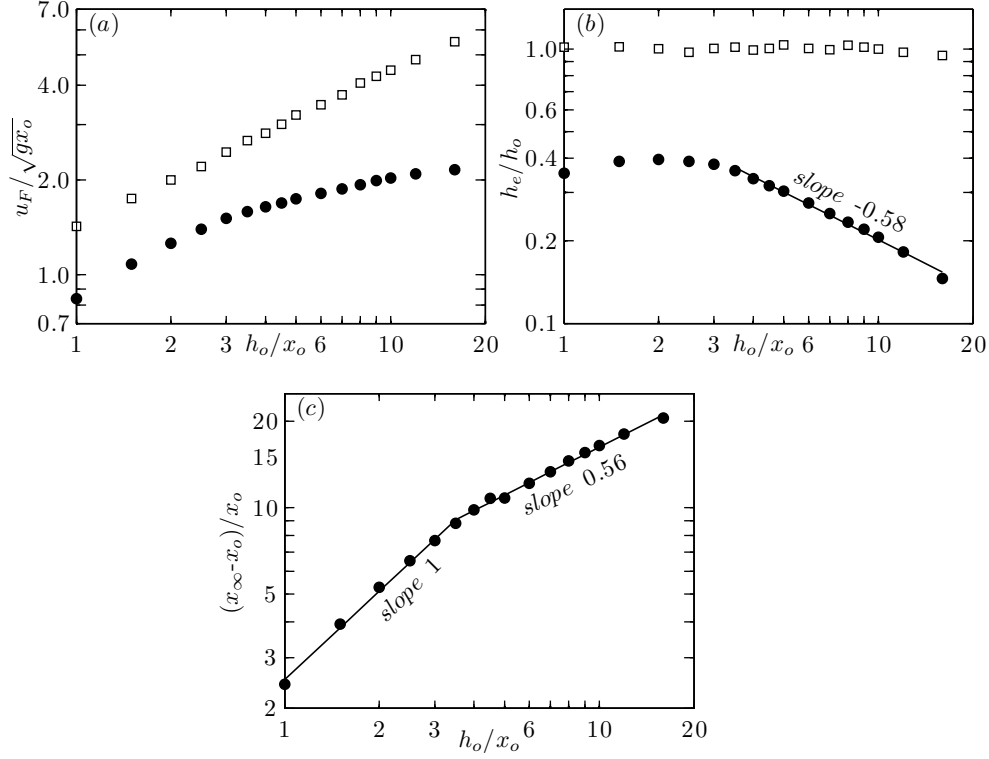 (a)
7.0
4.0
2.0
1.0
0.7
u_F/√gx_o
1 2 3 h_o/x_o 6 10 20
(b)
1.0
0.4
0.2
0.1
h_e/h_o
slope -0.58
1 2 3 h_o/x_o 6 10 20
(c)
20
15
10
5
3
2
(x_∞-x_o)/x_o
slope 0.56
slope 1
1 2 3 6 10 20
h_o/x_o